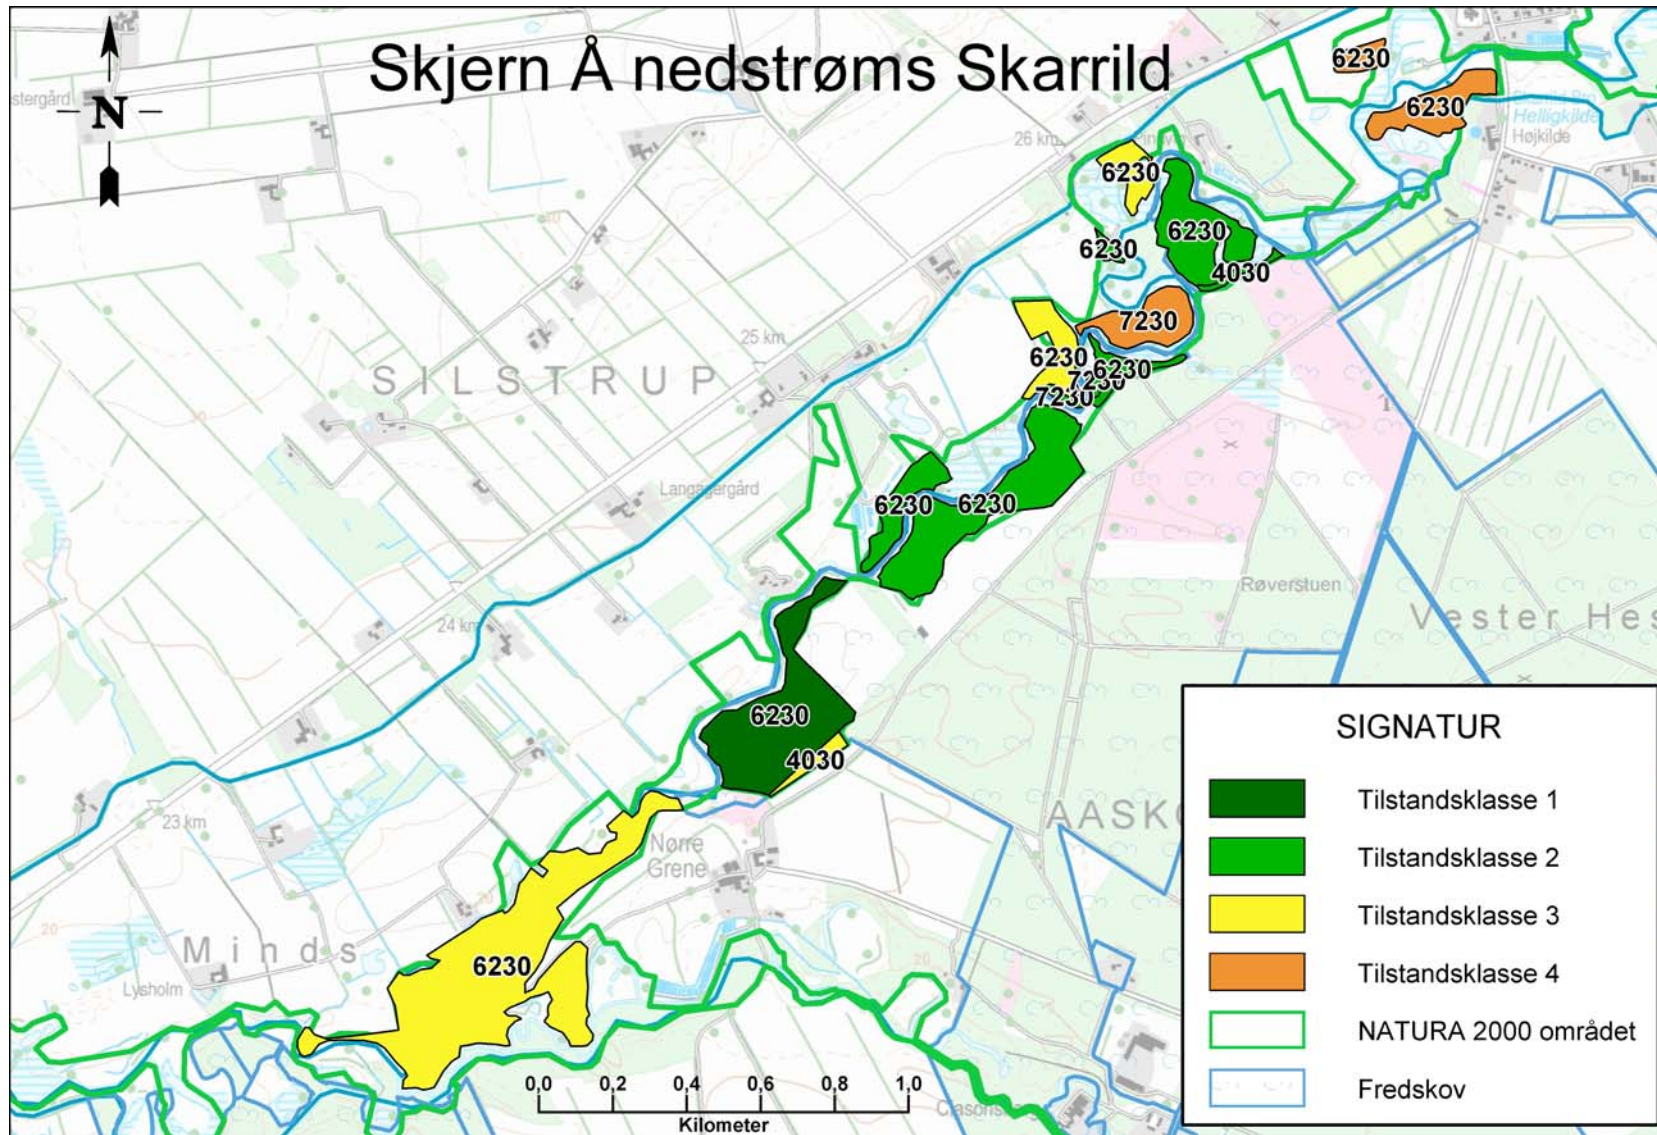 Skjern Å nedstrøms Skarrild
N
6230
6230
Helligkilde
Højkilde
26 km
6230
6230
6230
4030
7230
25 km
6230
6230
7230
7230
SILSTRUP
Langagergård
6230
6230
Røverstuen
24 km
Vester Hes
6230
4030
23 km
Nørre
Grene
Minds
6230
Lysholm
20
20
0,0 0,2 0,4 0,6 0,8 1,0
Kilometer
SIGNATUR
Tilstandsklasse 1
Tilstandsklasse 2
Tilstandsklasse 3
Tilstandsklasse 4
NATURA 2000 området
Fredskov